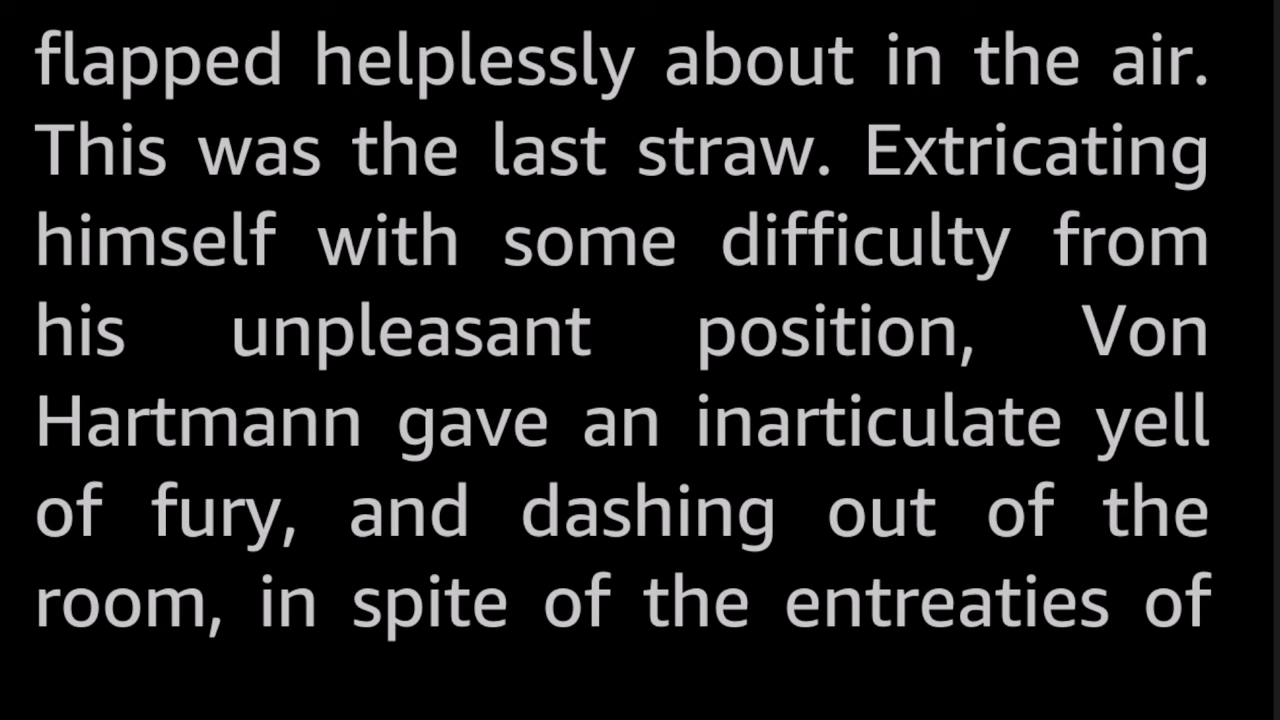 flapped helplessly about in the air.
This was the last straw. Extricating
himself with some difficulty from
his unpleasant position, Von
Hartmann gave an inarticulate yell
of fury, and dashing out of the
room, in spite of the entreaties of